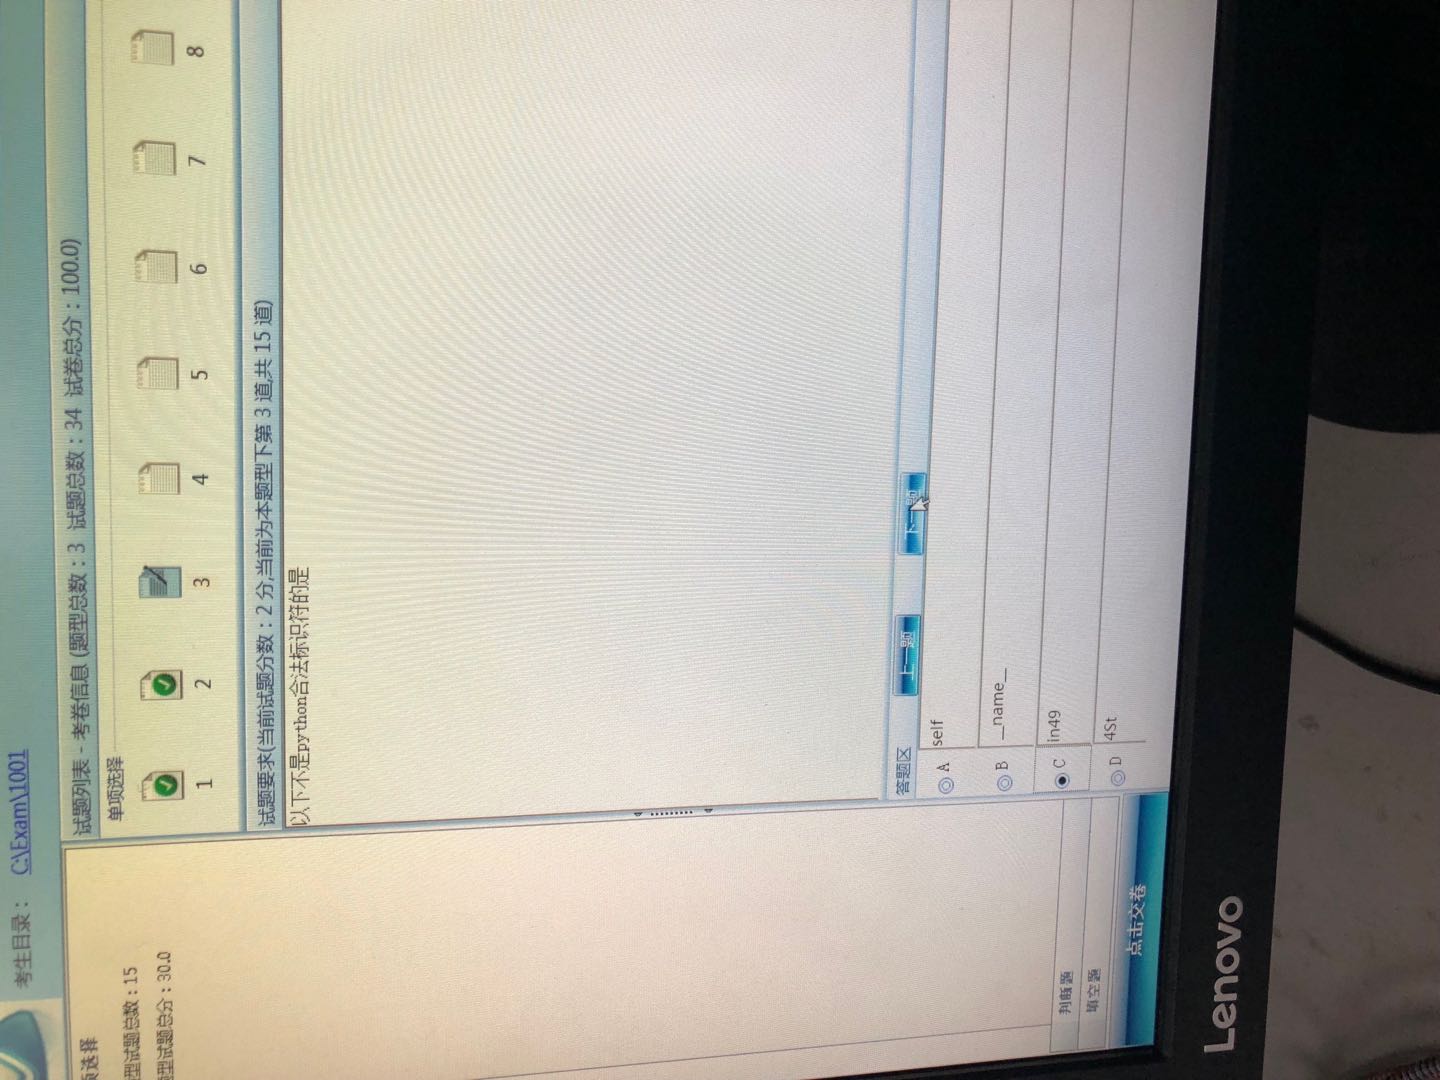 考生目录： C:\Exam\1001
选择
型试题总数：15
型试题总分：30.0
试题列表 - 考卷信息 (题型总数：3 试题总数：34 试卷总分：100.0)
单项选择
1 2 3 4 5 6 7 8
试题要求(当前试题分数：2 分,当前为本题型下第 3 道,共 15 道)
以下不是python合法标识符的是
答题区 上一题 下一题
A self
B __name__
C in49
D 4St
判断题
填空题
点击交卷
Lenovo